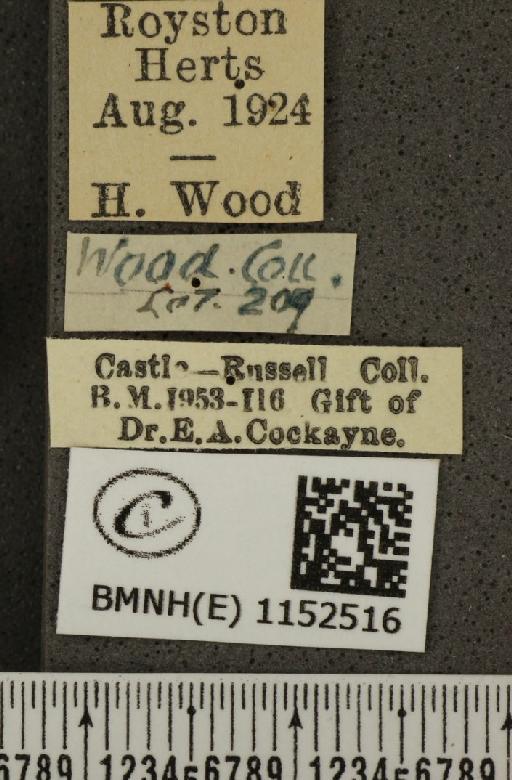 Royston
Herts
Aug. 1924
—
H. Wood
Wood. Coll.
Lot. 209
Castle—Russell Coll.
B.M.1953-116 Gift of
Dr.E.A.Cockayne.
BMNH(E) 1152516
6789 123456789 123456789